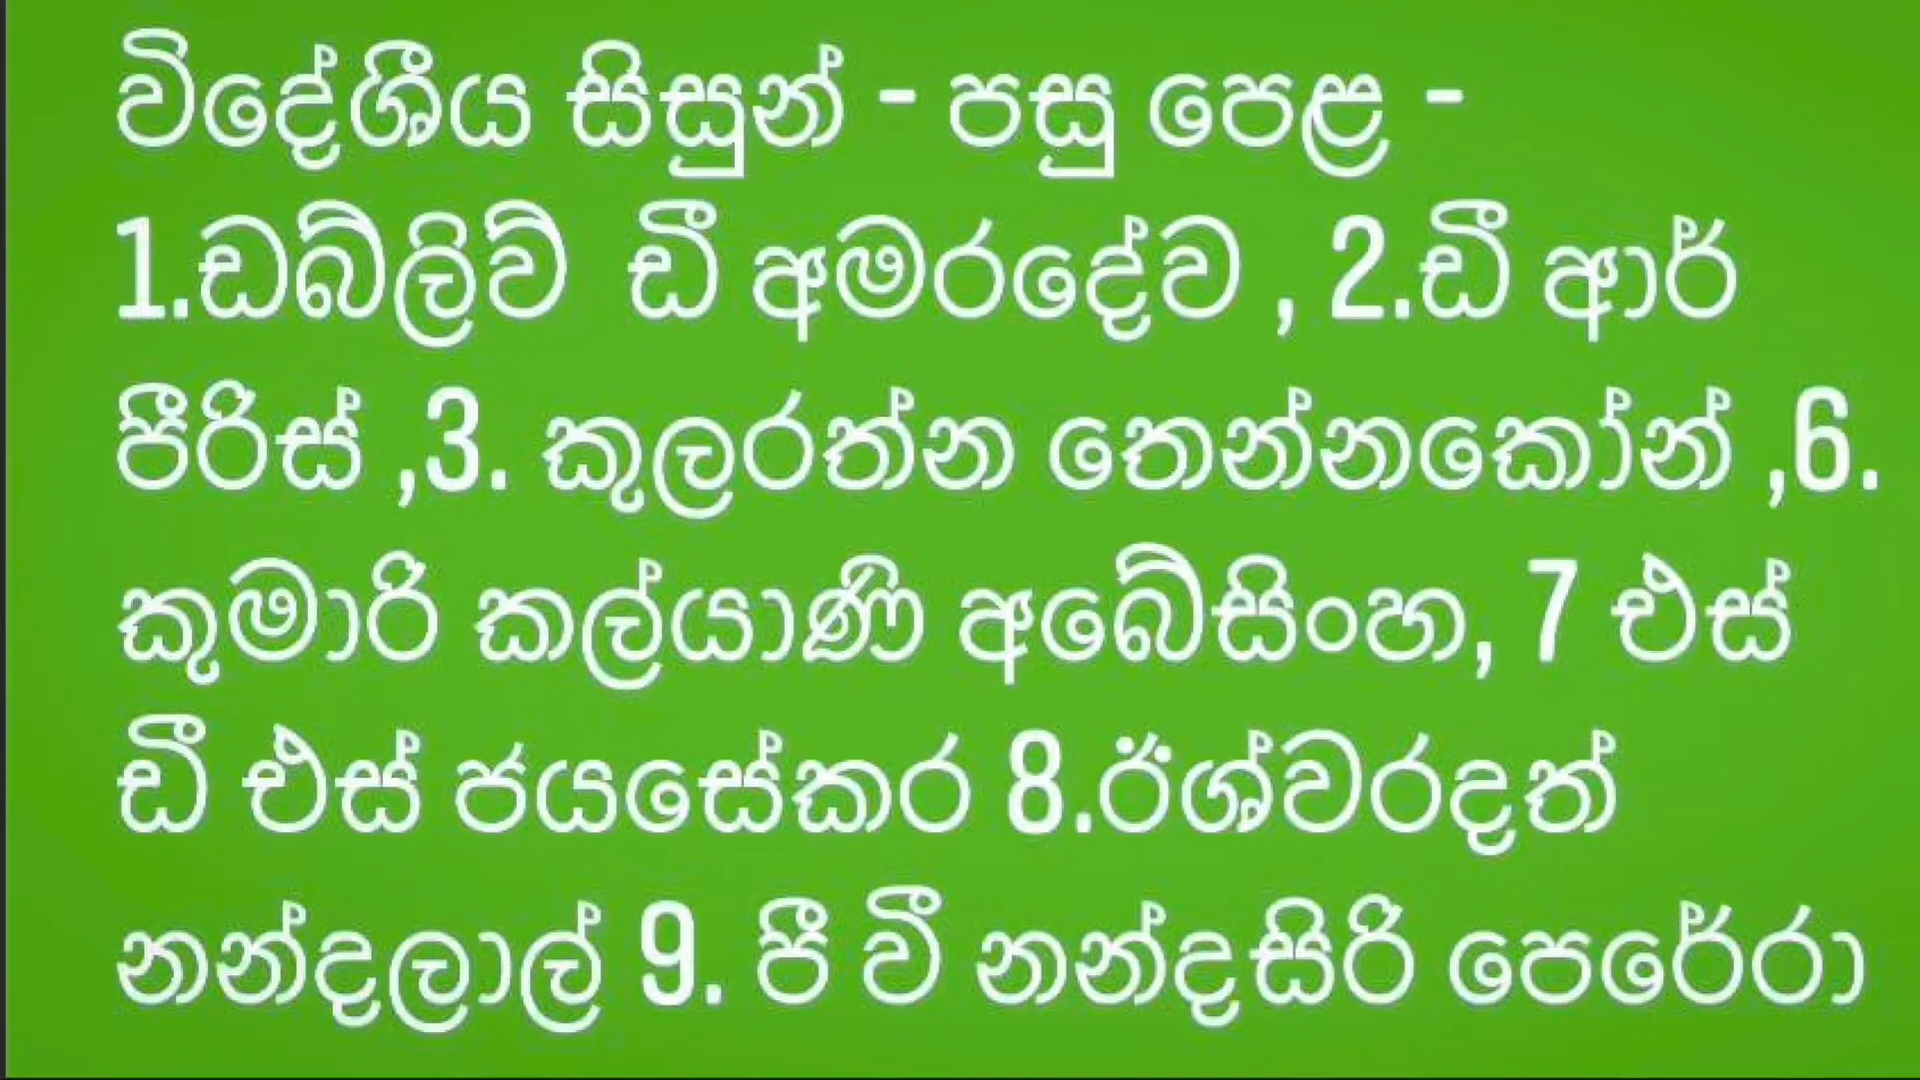 විදේශීය සිසුන් - පසු පෙළ -
1.ඩබ්ලිව් ඩී අමරදේව , 2.ඩී ආර්
පීරිස් ,3. කුලරත්න තෙන්නකෝන් ,6.
කුමාරි කල්යාණි අබේසිංහ, 7 එස්
ඩී එස් ජයසේකර 8.ඊශ්වරදත්
නන්දලාල් 9. පී වී නන්දසිරි පෙරේරා